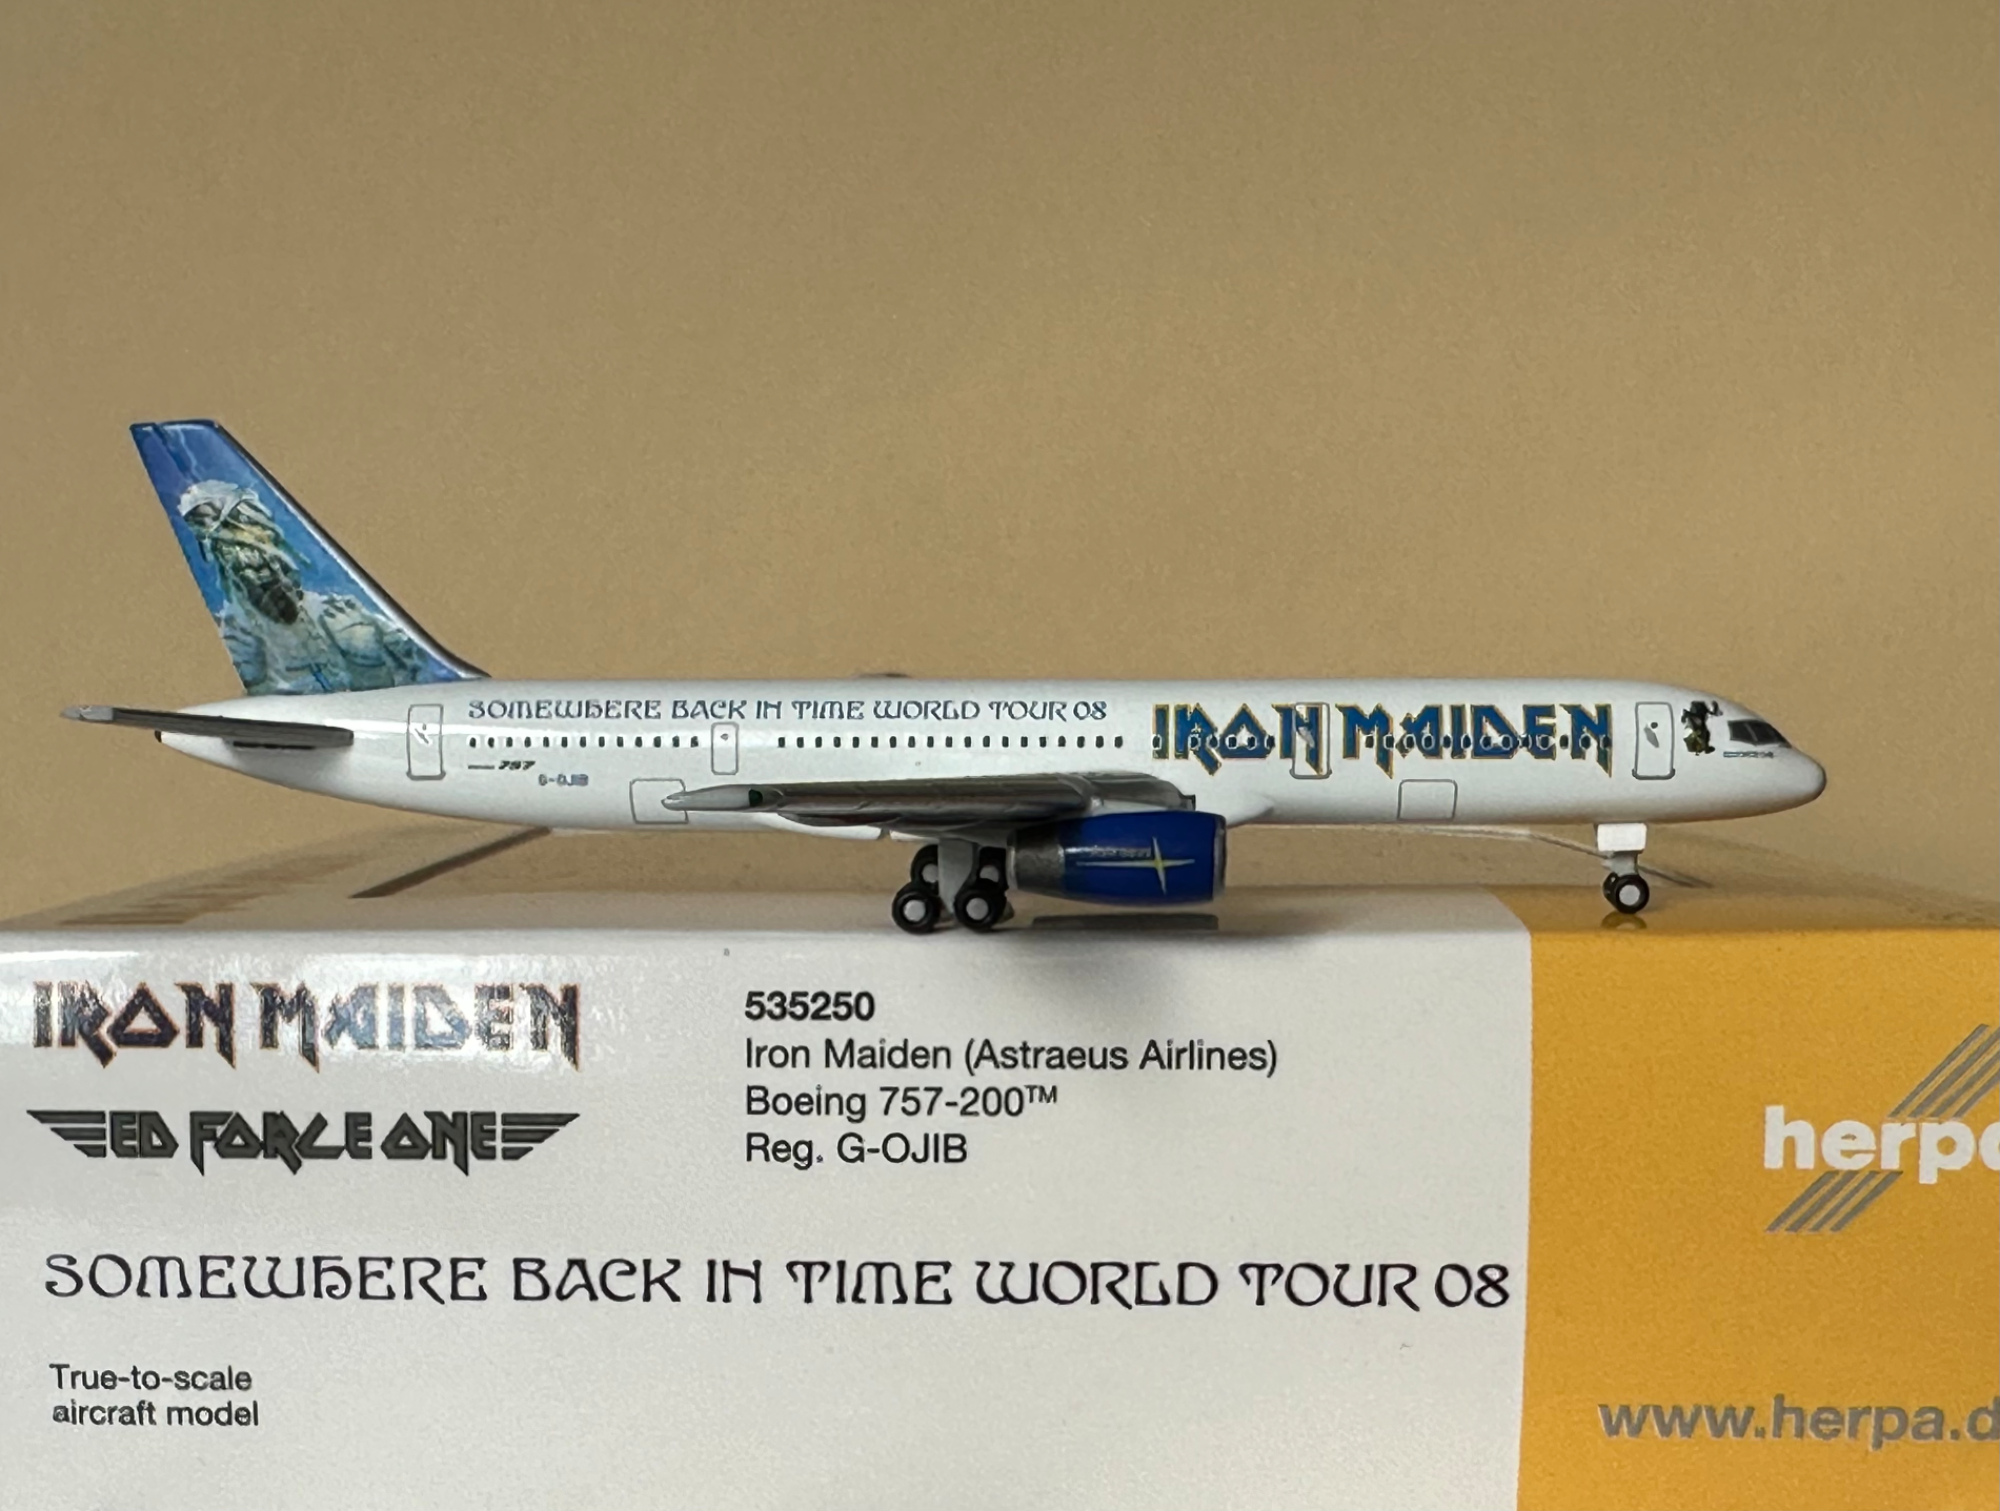 SOMEWHERE BACK IN TIME WORLD TOUR 08
IRON MAIDEN
757
G-OJIB
IRON MAIDEN
ED FORCE ONE
535250
Iron Maiden (Astraeus Airlines)
Boeing 757-200™
Reg. G-OJIB
herpa
SOMEWHERE BACK IN TIME WORLD TOUR 08
True-to-scale
aircraft model
www.herpa.d